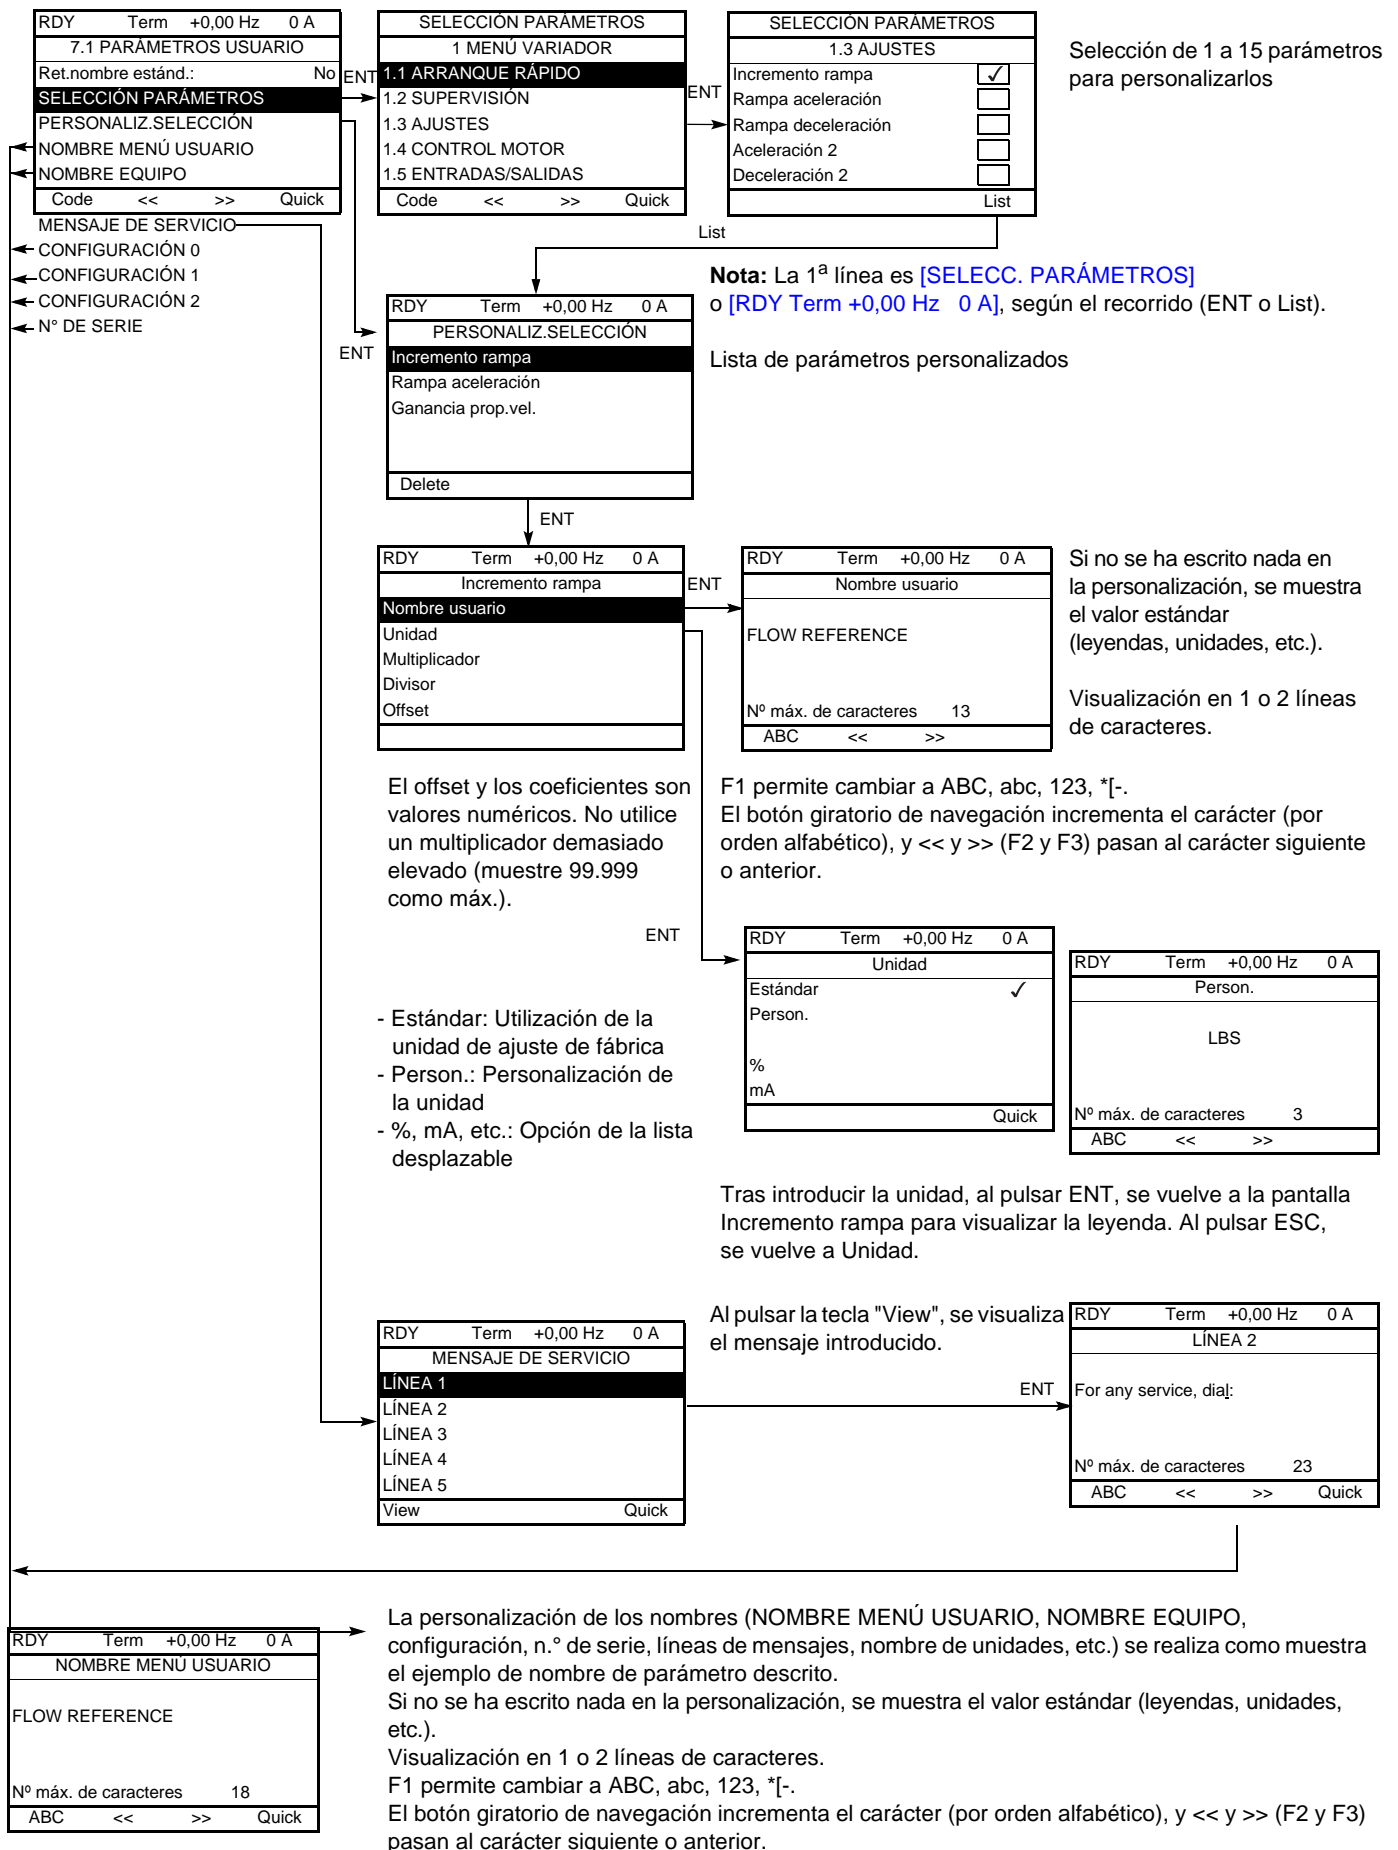 RDY Term +0,00 Hz 0 A
7.1 PARÁMETROS USUARIO
Ret.nombre estánd.: No
SELECCIÓN PARÁMETROS
PERSONALIZ.SELECCIÓN
NOMBRE MENÚ USUARIO
NOMBRE EQUIPO
Code << >> Quick
MENSAJE DE SERVICIO
CONFIGURACIÓN 0
CONFIGURACIÓN 1
CONFIGURACIÓN 2
N° DE SERIE
ENT
SELECCIÓN PARÁMETROS
1 MENÚ VARIADOR
1.1 ARRANQUE RÁPIDO
1.2 SUPERVISIÓN
1.3 AJUSTES
1.4 CONTROL MOTOR
1.5 ENTRADAS/SALIDAS
Code << >> Quick
ENT
SELECCIÓN PARÁMETROS
1.3 AJUSTES
Incremento rampa ✓
Rampa aceleración
Rampa deceleración
Aceleración 2
Deceleración 2
List
Selección de 1 a 15 parámetros
para personalizarlos
List
Nota: La 1ª línea es [SELECC. PARÁMETROS]
o [RDY Term +0,00 Hz 0 A], según el recorrido (ENT o List).
ENT
RDY Term +0,00 Hz 0 A
PERSONALIZ.SELECCIÓN
Incremento rampa
Rampa aceleración
Ganancia prop.vel.
Delete
Lista de parámetros personalizados
ENT
RDY Term +0,00 Hz 0 A
Incremento rampa
Nombre usuario
Unidad
Multiplicador
Divisor
Offset
ENT
RDY Term +0,00 Hz 0 A
Nombre usuario
FLOW REFERENCE
Nº máx. de caracteres 13
ABC << >>
Si no se ha escrito nada en
la personalización, se muestra
el valor estándar
(leyendas, unidades, etc.).
Visualización en 1 o 2 líneas
de caracteres.
El offset y los coeficientes son
valores numéricos. No utilice
un multiplicador demasiado
elevado (muestre 99.999
como máx.).
F1 permite cambiar a ABC, abc, 123, *[-.
El botón giratorio de navegación incrementa el carácter (por
orden alfabético), y << y >> (F2 y F3) pasan al carácter siguiente
o anterior.
ENT
RDY Term +0,00 Hz 0 A
Unidad
Estándar ✓
Person.
%
mA
Quick
RDY Term +0,00 Hz 0 A
Person.
LBS
Nº máx. de caracteres 3
ABC << >>
- Estándar: Utilización de la
unidad de ajuste de fábrica
- Person.: Personalización de
la unidad
- %, mA, etc.: Opción de la lista
desplazable
Tras introducir la unidad, al pulsar ENT, se vuelve a la pantalla
Incremento rampa para visualizar la leyenda. Al pulsar ESC,
se vuelve a Unidad.
RDY Term +0,00 Hz 0 A
MENSAJE DE SERVICIO
LÍNEA 1
LÍNEA 2
LÍNEA 3
LÍNEA 4
LÍNEA 5
View Quick
Al pulsar la tecla "View", se visualiza
el mensaje introducido.
ENT
RDY Term +0,00 Hz 0 A
LÍNEA 2
For any service, dial:
Nº máx. de caracteres 23
ABC << >> Quick
RDY Term +0,00 Hz 0 A
NOMBRE MENÚ USUARIO
FLOW REFERENCE
Nº máx. de caracteres 18
ABC << >> Quick
La personalización de los nombres (NOMBRE MENÚ USUARIO, NOMBRE EQUIPO,
configuración, n.° de serie, líneas de mensajes, nombre de unidades, etc.) se realiza como muestra
el ejemplo de nombre de parámetro descrito.
Si no se ha escrito nada en la personalización, se muestra el valor estándar (leyendas, unidades,
etc.).
Visualización en 1 o 2 líneas de caracteres.
F1 permite cambiar a ABC, abc, 123, *[-.
El botón giratorio de navegación incrementa el carácter (por orden alfabético), y << y >> (F2 y F3)
pasan al carácter siguiente o anterior.